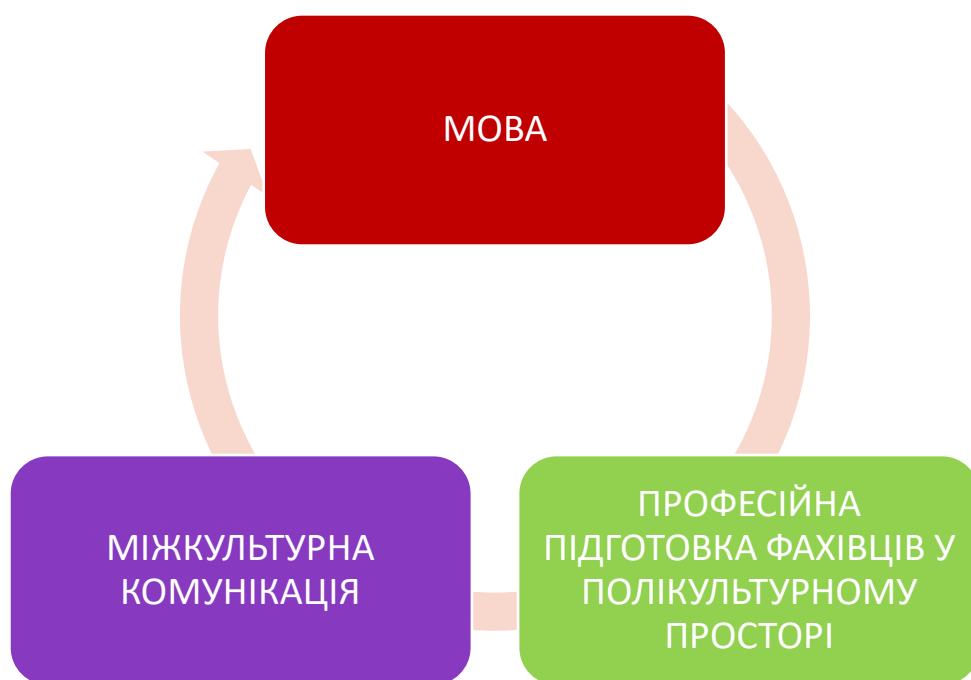 МОВА
МІЖКУЛЬТУРНА
КОМУНІКАЦІЯ
ПРОФЕСІЙНА
ПІДГОТОВКА ФАХІВЦІВ У
ПОЛІКУЛЬТУРНОМУ
ПРОСТОРІ